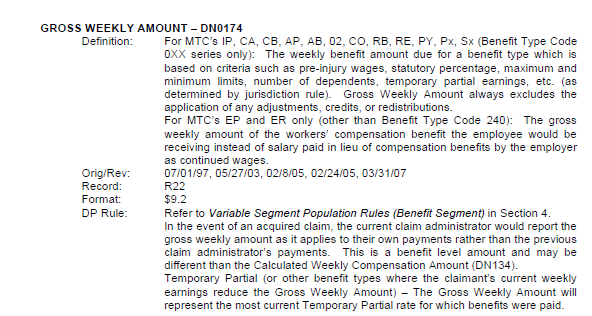 GROSS WEEKLY AMOUNT – DN0174
Definition: For MTC's IP, CA, CB, AP, AB, 02, CO, RB, RE, PY, Px, Sx (Benefit Type Code
0XX series only): The weekly benefit amount due for a benefit type which is
based on criteria such as pre-injury wages, statutory percentage, maximum and
minimum limits, number of dependents, temporary partial earnings, etc. (as
determined by jurisdiction rule). Gross Weekly Amount always excludes the
application of any adjustments, credits, or redistributions.
For MTC's EP and ER only (other than Benefit Type Code 240): The gross
weekly amount of the workers' compensation benefit the employee would be
receiving instead of salary paid in lieu of compensation benefits by the employer
as continued wages.
Orig/Rev: 07/01/97, 05/27/03, 02/8/05, 02/24/05, 03/31/07
Record: R22
Format: $9.2
DP Rule: Refer to Variable Segment Population Rules (Benefit Segment) in Section 4.
In the event of an acquired claim, the current claim administrator would report the
gross weekly amount as it applies to their own payments rather than the previous
claim administrator's payments. This is a benefit level amount and may be
different than the Calculated Weekly Compensation Amount (DN134).
Temporary Partial (or other benefit types where the claimant's current weekly
earnings reduce the Gross Weekly Amount) – The Gross Weekly Amount will
represent the most current Temporary Partial rate for which benefits were paid.